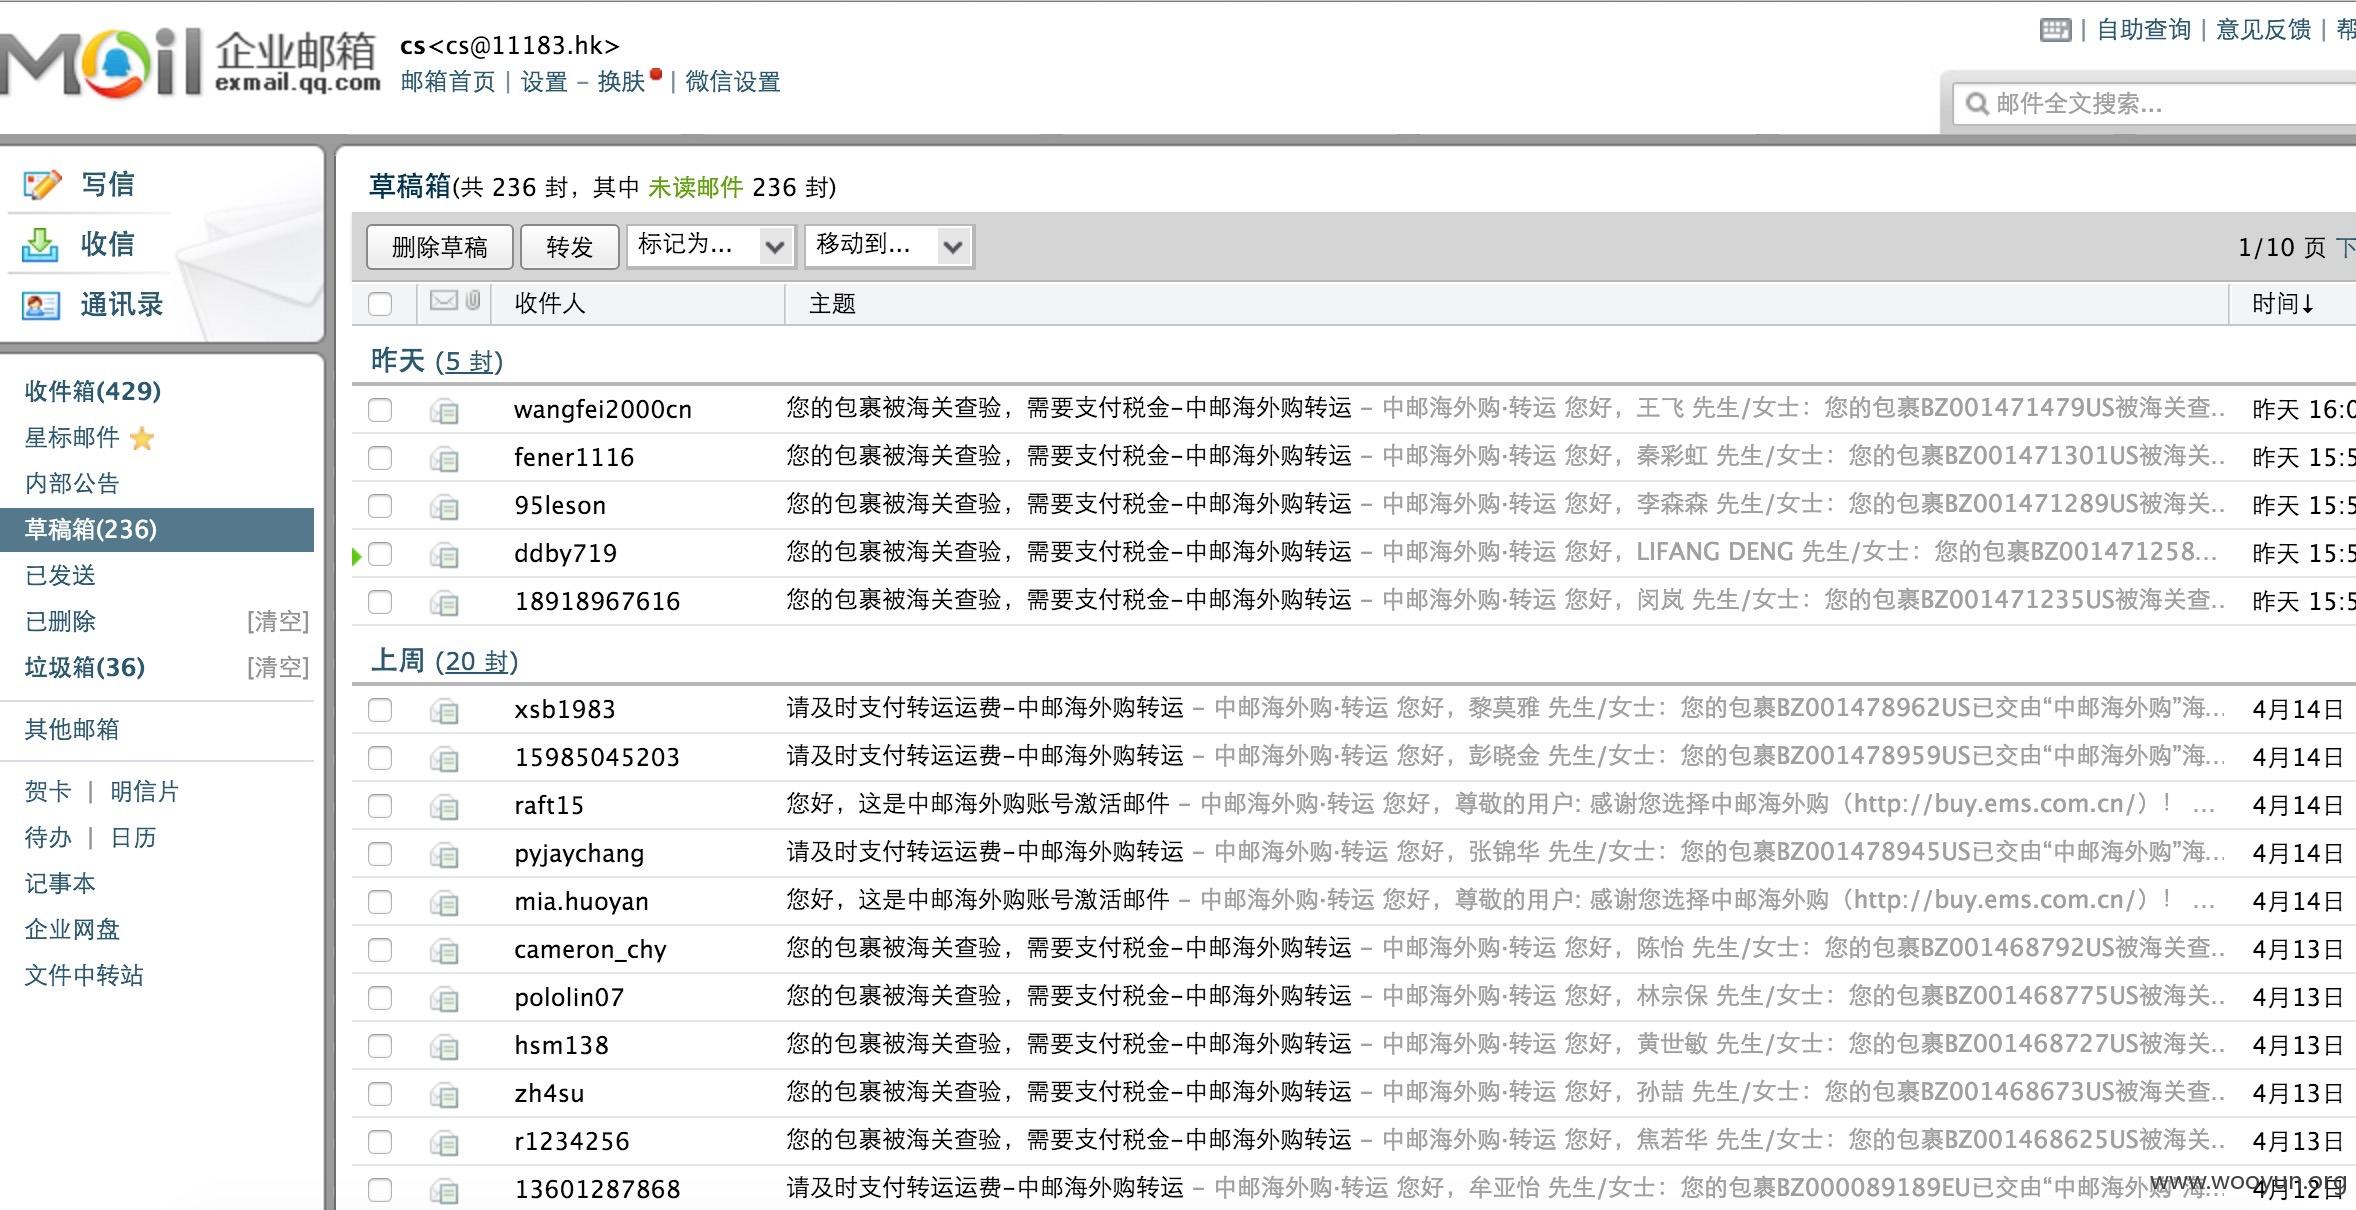 Mail 企业邮箱 exmail.qq.com
cs<cs@11183.hk>
邮箱首页 | 设置 - 换肤 | 微信设置
| 自助查询 | 意见反馈 | 帮
邮件全文搜索...
写信
收信
通讯录
收件箱(429)
星标邮件
内部公告
草稿箱(236)
已发送
已删除 [清空]
垃圾箱(36) [清空]
其他邮箱
贺卡 | 明信片
待办 | 日历
记事本
企业网盘
文件中转站
草稿箱(共 236 封，其中 未读邮件 236 封)
删除草稿 转发 标记为... 移动到... 1/10 页 下
收件人 主题 时间↓
昨天 (5 封)
wangfei2000cn 您的包裹被海关查验，需要支付税金-中邮海外购转运 - 中邮海外购·转运 您好，王飞 先生/女士：您的包裹BZ001471479US被海关查.. 昨天 16:0
fener1116 您的包裹被海关查验，需要支付税金-中邮海外购转运 - 中邮海外购·转运 您好，秦彩虹 先生/女士：您的包裹BZ001471301US被海关.. 昨天 15:5
95leson 您的包裹被海关查验，需要支付税金-中邮海外购转运 - 中邮海外购·转运 您好，李森森 先生/女士：您的包裹BZ001471289US被海关.. 昨天 15:5
ddby719 您的包裹被海关查验，需要支付税金-中邮海外购转运 - 中邮海外购·转运 您好，LIFANG DENG 先生/女士：您的包裹BZ001471258... 昨天 15:5
18918967616 您的包裹被海关查验，需要支付税金-中邮海外购转运 - 中邮海外购·转运 您好，闵岚 先生/女士：您的包裹BZ001471235US被海关查.. 昨天 15:5
上周 (20 封)
xsb1983 请及时支付转运运费-中邮海外购转运 - 中邮海外购·转运 您好，黎莫雅 先生/女士：您的包裹BZ001478962US已交由“中邮海外购”海... 4月14日
15985045203 请及时支付转运运费-中邮海外购转运 - 中邮海外购·转运 您好，彭晓金 先生/女士：您的包裹BZ001478959US已交由“中邮海外购”海... 4月14日
raft15 您好，这是中邮海外购账号激活邮件 - 中邮海外购·转运 您好，尊敬的用户: 感谢您选择中邮海外购（http://buy.ems.com.cn/）！ ... 4月14日
pyjaychang 请及时支付转运运费-中邮海外购转运 - 中邮海外购·转运 您好，张锦华 先生/女士：您的包裹BZ001478945US已交由“中邮海外购”海... 4月14日
mia.huoyan 您好，这是中邮海外购账号激活邮件 - 中邮海外购·转运 您好，尊敬的用户: 感谢您选择中邮海外购（http://buy.ems.com.cn/）！ ... 4月14日
cameron_chy 您的包裹被海关查验，需要支付税金-中邮海外购转运 - 中邮海外购·转运 您好，陈怡 先生/女士：您的包裹BZ001468792US被海关查.. 4月13日
pololin07 您的包裹被海关查验，需要支付税金-中邮海外购转运 - 中邮海外购·转运 您好，林宗保 先生/女士：您的包裹BZ001468775US被海关.. 4月13日
hsm138 您的包裹被海关查验，需要支付税金-中邮海外购转运 - 中邮海外购·转运 您好，黄世敏 先生/女士：您的包裹BZ001468727US被海关.. 4月13日
zh4su 您的包裹被海关查验，需要支付税金-中邮海外购转运 - 中邮海外购·转运 您好，孙喆 先生/女士：您的包裹BZ001468673US被海关查.. 4月13日
r1234256 您的包裹被海关查验，需要支付税金-中邮海外购转运 - 中邮海外购·转运 您好，焦若华 先生/女士：您的包裹BZ001468625US被海关.. 4月13日
13601287868 请及时支付转运运费-中邮海外购转运 - 中邮海外购·转运 您好，牟亚怡 先生/女士：您的包裹BZ000089189EU已交由“中邮海外购”海... 4月12日
www.wooyun.org